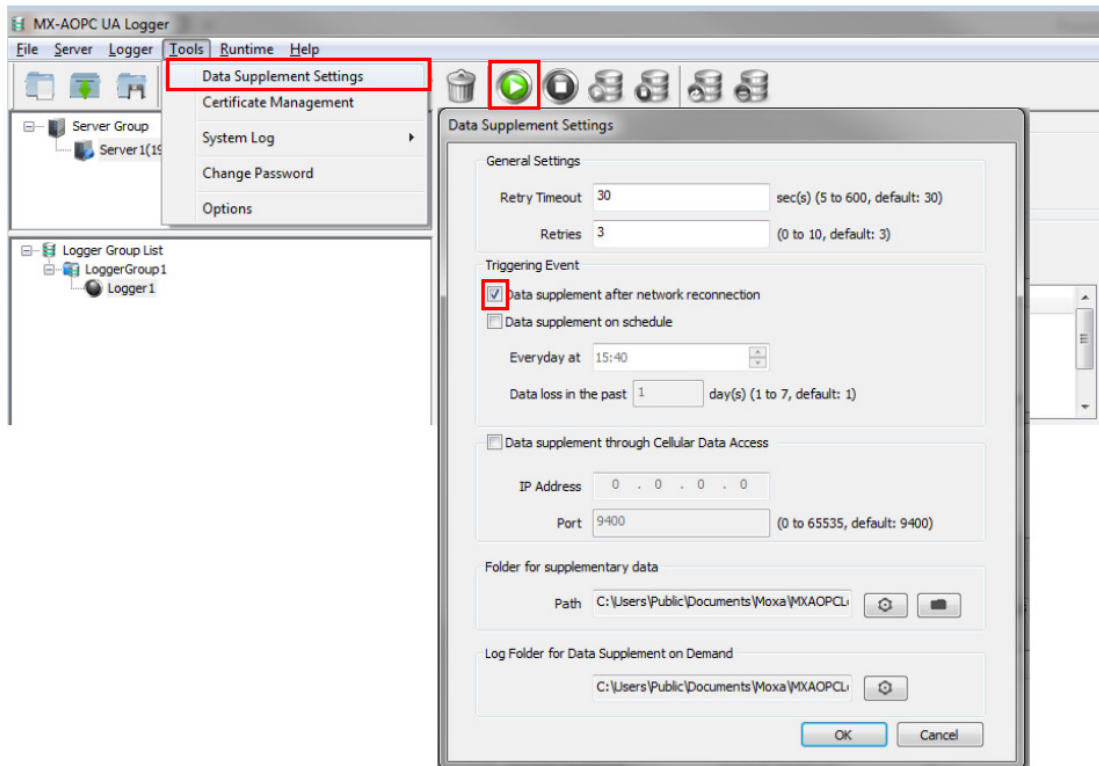 MX-AOPC UA Logger
File Server Logger Tools Runtime Help
Data Supplement Settings
Certificate Management
System Log
Change Password
Options
Server Group
Server1(19
Logger Group List
LoggerGroup1
Logger1
Data Supplement Settings
General Settings
Retry Timeout 30 sec(s) (5 to 600, default: 30)
Retries 3 (0 to 10, default: 3)
Triggering Event
Data supplement after network reconnection
Data supplement on schedule
Everyday at 15:40
Data loss in the past 1 day(s) (1 to 7, default: 1)
Data supplement through Cellular Data Access
IP Address 0 . 0 . 0 . 0
Port 9400 (0 to 65535, default: 9400)
Folder for supplementary data
Path C:\Users\Public\Documents\Moxa\MXAOPCL
Log Folder for Data Supplement on Demand
C:\Users\Public\Documents\Moxa\MXAOPCL
OK Cancel